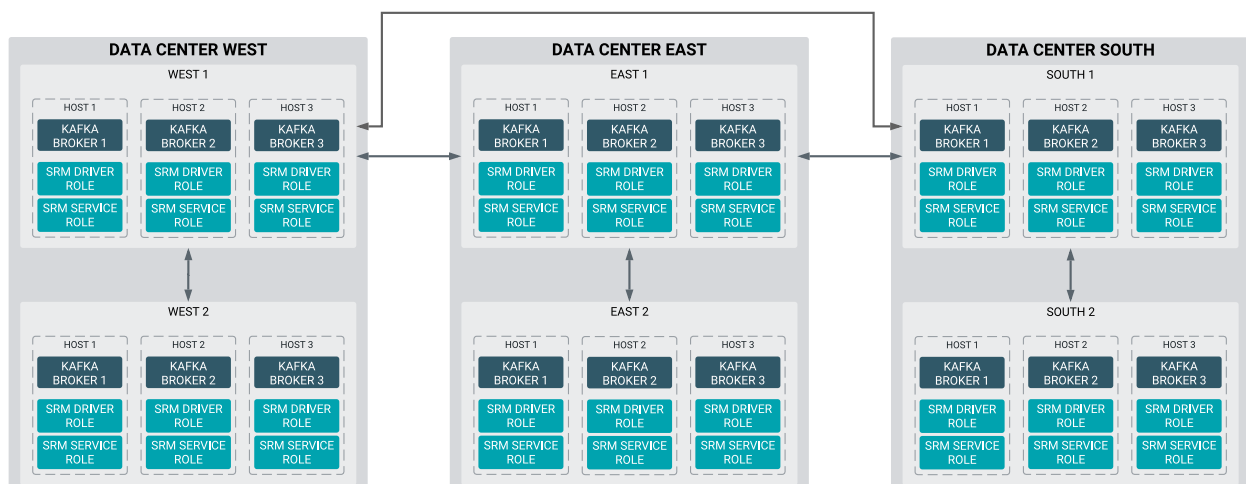 DATA CENTER WEST
WEST 1
HOST 1
KAFKA
BROKER 1
SRM DRIVER
ROLE
SRM SERVICE
ROLE
HOST 2
KAFKA
BROKER 2
SRM DRIVER
ROLE
SRM SERVICE
ROLE
HOST 3
KAFKA
BROKER 3
SRM DRIVER
ROLE
SRM SERVICE
ROLE
WEST 2
HOST 1
KAFKA
BROKER 1
SRM DRIVER
ROLE
SRM SERVICE
ROLE
HOST 2
KAFKA
BROKER 2
SRM DRIVER
ROLE
SRM SERVICE
ROLE
HOST 3
KAFKA
BROKER 3
SRM DRIVER
ROLE
SRM SERVICE
ROLE
DATA CENTER EAST
EAST 1
HOST 1
KAFKA
BROKER 1
SRM DRIVER
ROLE
SRM SERVICE
ROLE
HOST 2
KAFKA
BROKER 2
SRM DRIVER
ROLE
SRM SERVICE
ROLE
HOST 3
KAFKA
BROKER 3
SRM DRIVER
ROLE
SRM SERVICE
ROLE
EAST 2
HOST 1
KAFKA
BROKER 1
SRM DRIVER
ROLE
SRM SERVICE
ROLE
HOST 2
KAFKA
BROKER 2
SRM DRIVER
ROLE
SRM SERVICE
ROLE
HOST 3
KAFKA
BROKER 3
SRM DRIVER
ROLE
SRM SERVICE
ROLE
DATA CENTER SOUTH
SOUTH 1
HOST 1
KAFKA
BROKER 1
SRM DRIVER
ROLE
SRM SERVICE
ROLE
HOST 2
KAFKA
BROKER 2
SRM DRIVER
ROLE
SRM SERVICE
ROLE
HOST 3
KAFKA
BROKER 3
SRM DRIVER
ROLE
SRM SERVICE
ROLE
SOUTH 2
HOST 1
KAFKA
BROKER 1
SRM DRIVER
ROLE
SRM SERVICE
ROLE
HOST 2
KAFKA
BROKER 2
SRM DRIVER
ROLE
SRM SERVICE
ROLE
HOST 3
KAFKA
BROKER 3
SRM DRIVER
ROLE
SRM SERVICE
ROLE